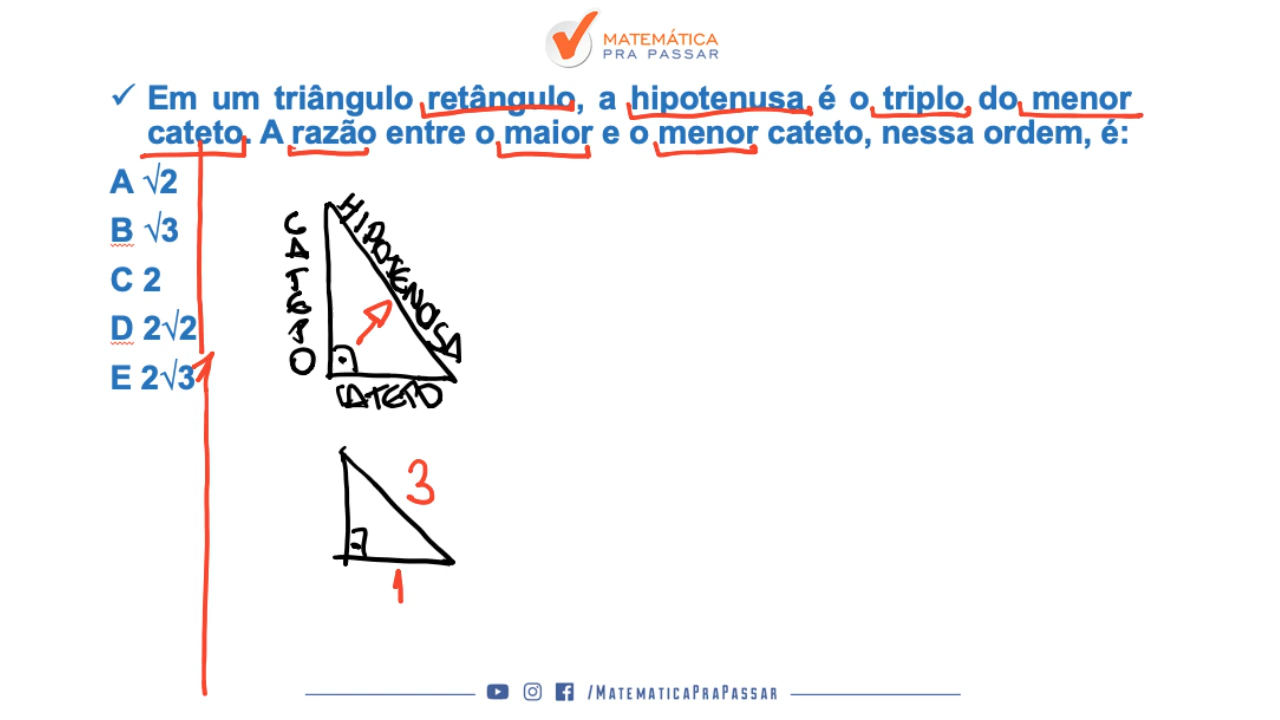 MATEMÁTICA
PRA PASSAR
✓ Em um triângulo retângulo, a hipotenusa é o triplo do menor
cateto. A razão entre o maior e o menor cateto, nessa ordem, é:
A √2
B √3
C 2
D 2√2
E 2√3
CATETO
HIPOTENUSA
CATETO
3
1
/MATEMATICAPRAPASSAR